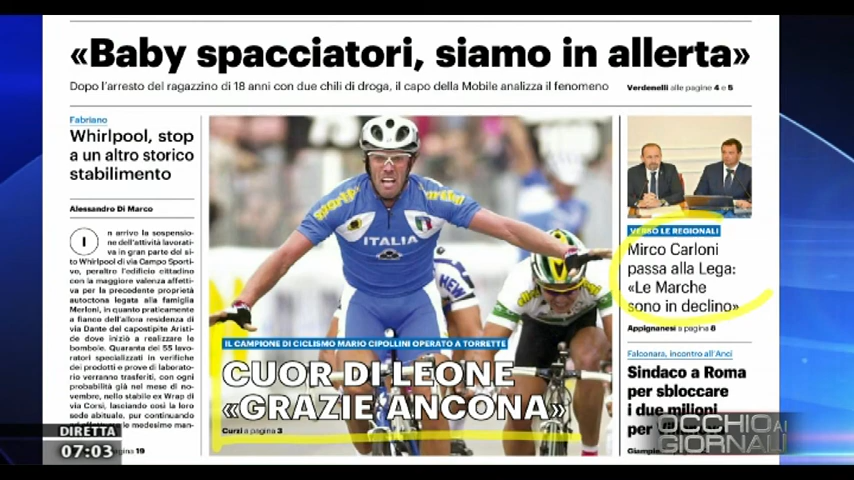 «Baby spacciatori, siamo in allerta»
Dopo l'arresto del ragazzino di 18 anni con due chili di droga, il capo della Mobile analizza il fenomeno
Verdenelli alle pagine 4 e 5
Fabriano
Whirlpool, stop
a un altro storico
stabilimento
Alessandro Di Marco
In arrivo la sospensio-
ne dell'attività lavorati-
va in gran parte del si-
to Whirlpool di via Campo Sporti-
vo, peraltro l'edificio cittadino
con la maggiore valenza affetti-
va per la precedente proprietà
autoctona legata alla famiglia
Merloni, in quanto praticamente
a fianco dell'allora residenza di
via Dante del capostipite Aristi-
de dove iniziò a realizzare le
bombole. Quaranta dei 55 lavo-
ratori specializzati in verifiche
dei prodotti e prove di laborato-
rio verranno trasferiti, con ogni
probabilità già nel mese di no-
vembre, nello stabile ex Wrap di
via Corsi, lasciando così la loro
sede abituale, pur continuando
le medesime man-
pagina 19
ITALIA
IL CAMPIONE DI CICLISMO MARIO CIPOLLINI OPERATO A TORRETTE
CUOR DI LEONE
«GRAZIE ANCONA»
Curzi a pagina 3
VERSO LE REGIONALI
Mirco Carloni
passa alla Lega:
«Le Marche
sono in declino»
Appignanesi a pagina 8
Falconara, incontro all'Anci
Sindaco a Roma
per sbloccare
i due milioni
per
DIRETTA
07:03
OCCHIO AI
GIORNALI